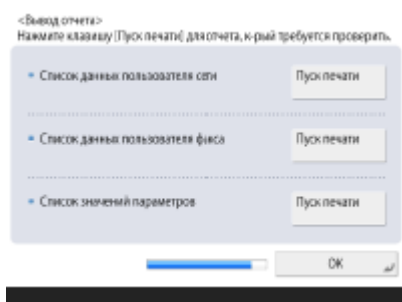 <Вывод отчета>
Нажмите клавишу [Пуск печати] для отчета, к-рый требуется проверить.
Список данных пользователя сети
Пуск печати
Список данных пользователя факса
Пуск печати
Список значений параметров
Пуск печати
OK